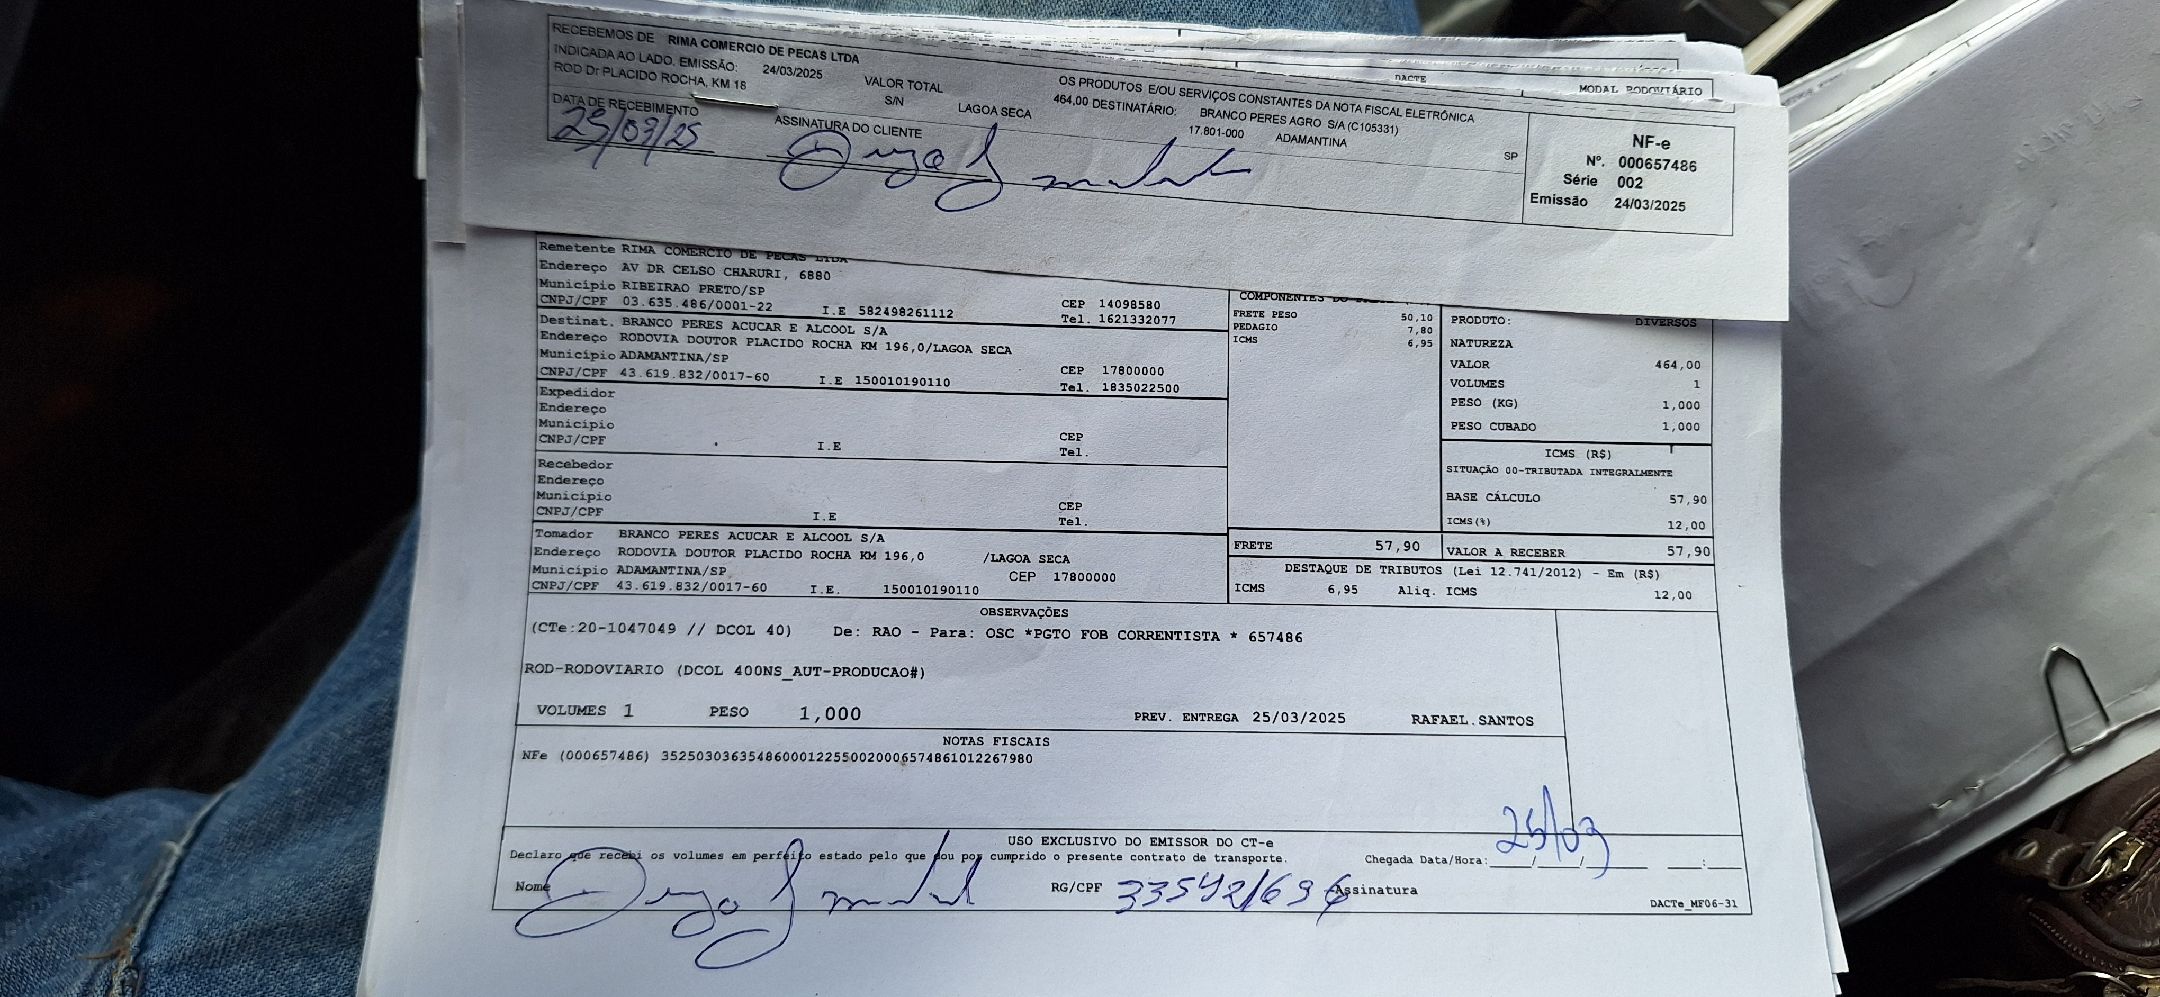 RECEBEMOS DE RIMA COMERCIO DE PECAS LTDA OS PRODUTOS E/OU SERVIÇOS CONSTANTES DA NOTA FISCAL ELETRÔNICA
INDICADA AO LADO. EMISSÃO: 24/03/2025 VALOR TOTAL 464,00 DESTINATÁRIO: BRANCO PERES AGRO S/A (C105331)
ROD Dr PLACIDO ROCHA, KM 18 S/N LAGOA SECA 17.801-000 ADAMANTINA SP
DATA DE RECEBIMENTO ASSINATURA DO CLIENTE
25/03/25
NF-e
Nº. 000657486
Série 002
Emissão 24/03/2025
DACTE
MODAL RODOVIÁRIO
Remetente RIMA COMERCIO DE PECAS LTDA
Endereço AV DR CELSO CHARURI, 6880
Município RIBEIRAO PRETO/SP CEP 14098580
CNPJ/CPF 03.635.486/0001-22 I.E 582498261112 Tel. 1621332077
Destinat. BRANCO PERES ACUCAR E ALCOOL S/A
Endereço RODOVIA DOUTOR PLACIDO ROCHA KM 196,0/LAGOA SECA
Município ADAMANTINA/SP CEP 17800000
CNPJ/CPF 43.619.832/0017-60 I.E 150010190110 Tel. 1835022500
Expedidor
Endereço
Município CEP
CNPJ/CPF I.E Tel.
Recebedor
Endereço
Município CEP
CNPJ/CPF I.E Tel.
Tomador BRANCO PERES ACUCAR E ALCOOL S/A
Endereço RODOVIA DOUTOR PLACIDO ROCHA KM 196,0 /LAGOA SECA
Município ADAMANTINA/SP CEP 17800000
CNPJ/CPF 43.619.832/0017-60 I.E. 150010190110
COMPONENTES
FRETE PESO 50,10
PEDAGIO 7,80
ICMS 6,95
PRODUTO: DIVERSOS
NATUREZA
VALOR 464,00
VOLUMES 1
PESO (KG) 1,000
PESO CUBADO 1,000
ICMS (R$)
SITUAÇÃO 00-TRIBUTADA INTEGRALMENTE
BASE CÁLCULO 57,90
ICMS(%) 12,00
FRETE 57,90 VALOR A RECEBER 57,90
DESTAQUE DE TRIBUTOS (Lei 12.741/2012) - Em (R$)
ICMS 6,95 Aliq. ICMS 12,00
OBSERVAÇÕES
(CTe:20-1047049 // DCOL 40) De: RAO - Para: OSC *PGTO FOB CORRENTISTA * 657486
ROD-RODOVIARIO (DCOL 400NS_AUT-PRODUCAO#)
VOLUMES 1 PESO 1,000 PREV. ENTREGA 25/03/2025 RAFAEL.SANTOS
NOTAS FISCAIS
NFe (000657486) 35250303635486000122550020006574861012267980
USO EXCLUSIVO DO EMISSOR DO CT-e
Declaro que recebi os volumes em perfeito estado pelo que dou por cumprido o presente contrato de transporte. Chegada Data/Hora: __/__/____ __:__
25/03
Nome RG/CPF Assinatura
DACTe_MF06-31